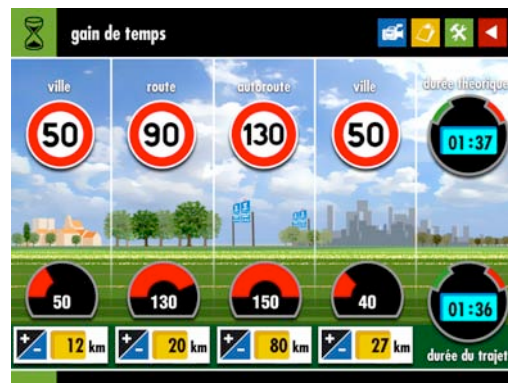 gain de temps
ville route autoroute ville durée théorique
50 90 130 50 01:37
50 130 150 40 01:36
+- 12 km +- 20 km +- 80 km +- 27 km durée du trajet